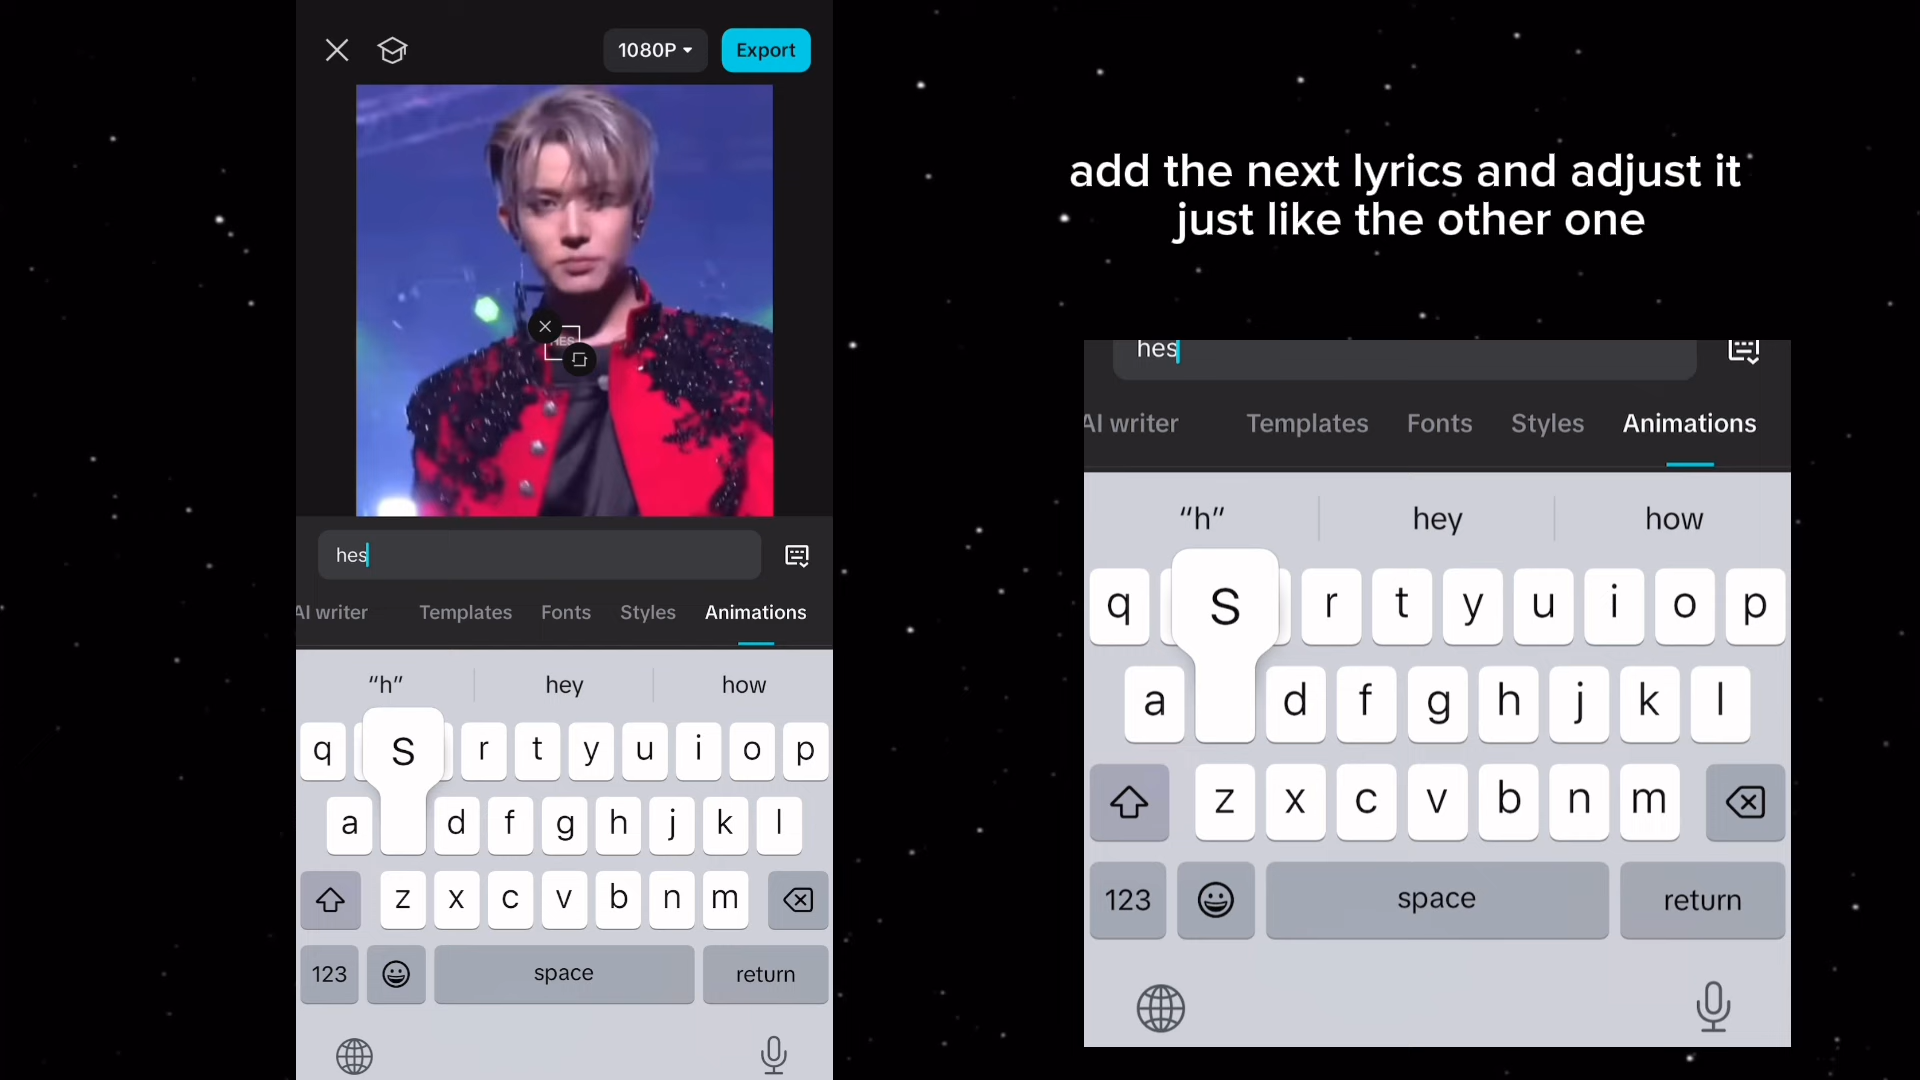 1080P
Export
HES
hes
AI writer
Templates
Fonts
Styles
Animations
“h”
hey
how
q
S
r
t
y
u
i
o
p
a
d
f
g
h
j
k
l
z
x
c
v
b
n
m
123
space
return
add the next lyrics and adjust it
just like the other one
hes
AI writer
Templates
Fonts
Styles
Animations
“h”
hey
how
q
S
r
t
y
u
i
o
p
a
d
f
g
h
j
k
l
z
x
c
v
b
n
m
123
space
return